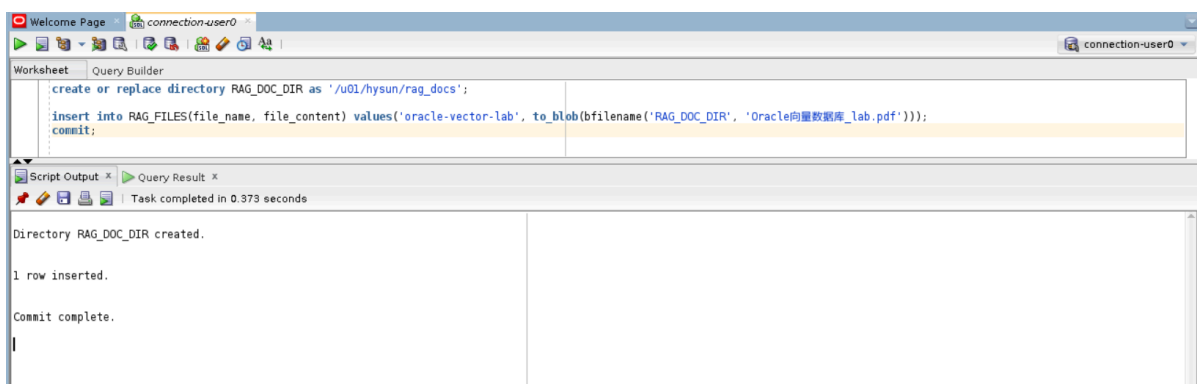 Welcome Page
connection-user0
connection-user0
Worksheet Query Builder
create or replace directory RAG_DOC_DIR as '/u01/hysun/rag_docs';
insert into RAG_FILES(file_name, file_content) values('oracle-vector-lab', to_blob(bfilename('RAG_DOC_DIR', 'Oracle向量数据库_lab.pdf')));
commit;
Script Output Query Result
Task completed in 0.373 seconds
Directory RAG_DOC_DIR created.
1 row inserted.
Commit complete.